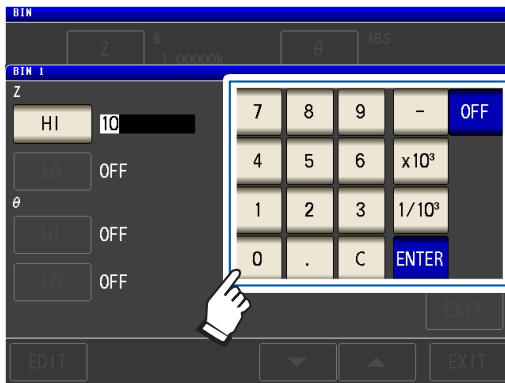 BIN
Z % 1.00000k θ ABS
BIN 1
Z
HI 10
LO OFF
θ
HI OFF
LO OFF
7 8 9 - OFF
4 5 6 x10³
1 2 3 1/10³
0 . C ENTER
EXIT
EDIT ▼ ▲ EXIT